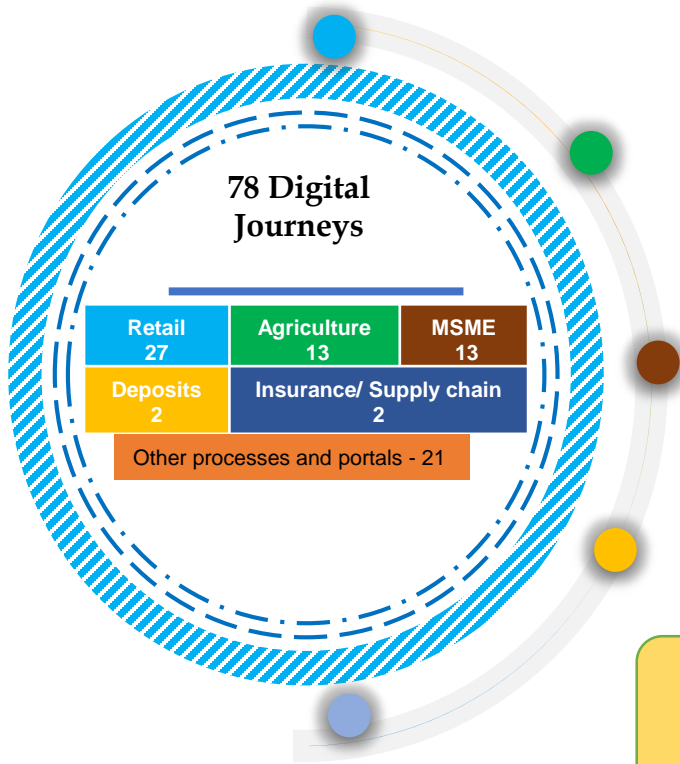 78 Digital
Journeys
Retail
27
Agriculture
13
MSME
13
Deposits
2
Insurance/ Supply chain
2
Other processes and portals - 21